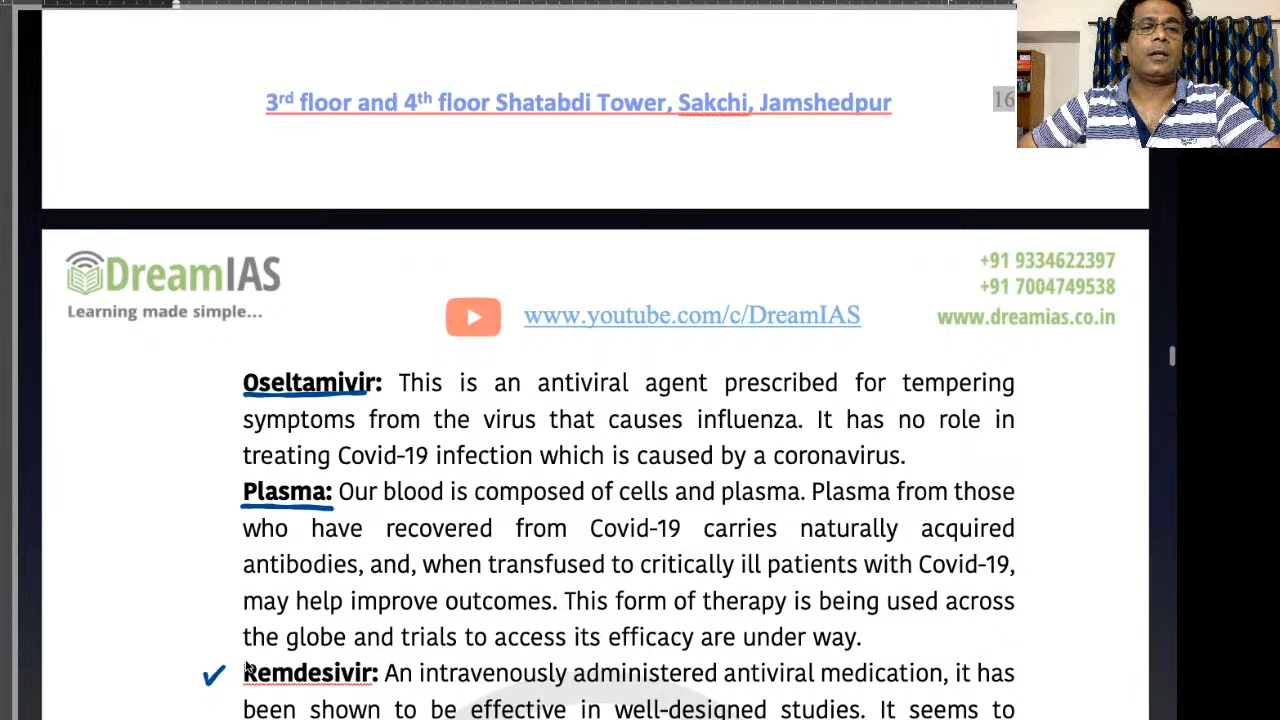 3rd floor and 4th floor Shatabdi Tower, Sakchi, Jamshedpur
16
DreamIAS
Learning made simple...
www.youtube.com/c/DreamIAS
+91 9334622397
+91 7004749538
www.dreamias.co.in
Oseltamivir: This is an antiviral agent prescribed for tempering
symptoms from the virus that causes influenza. It has no role in
treating Covid-19 infection which is caused by a coronavirus.
Plasma: Our blood is composed of cells and plasma. Plasma from those
who have recovered from Covid-19 carries naturally acquired
antibodies, and, when transfused to critically ill patients with Covid-19,
may help improve outcomes. This form of therapy is being used across
the globe and trials to access its efficacy are under way.
Remdesivir: An intravenously administered antiviral medication, it has
been shown to be effective in well-designed studies. It seems to